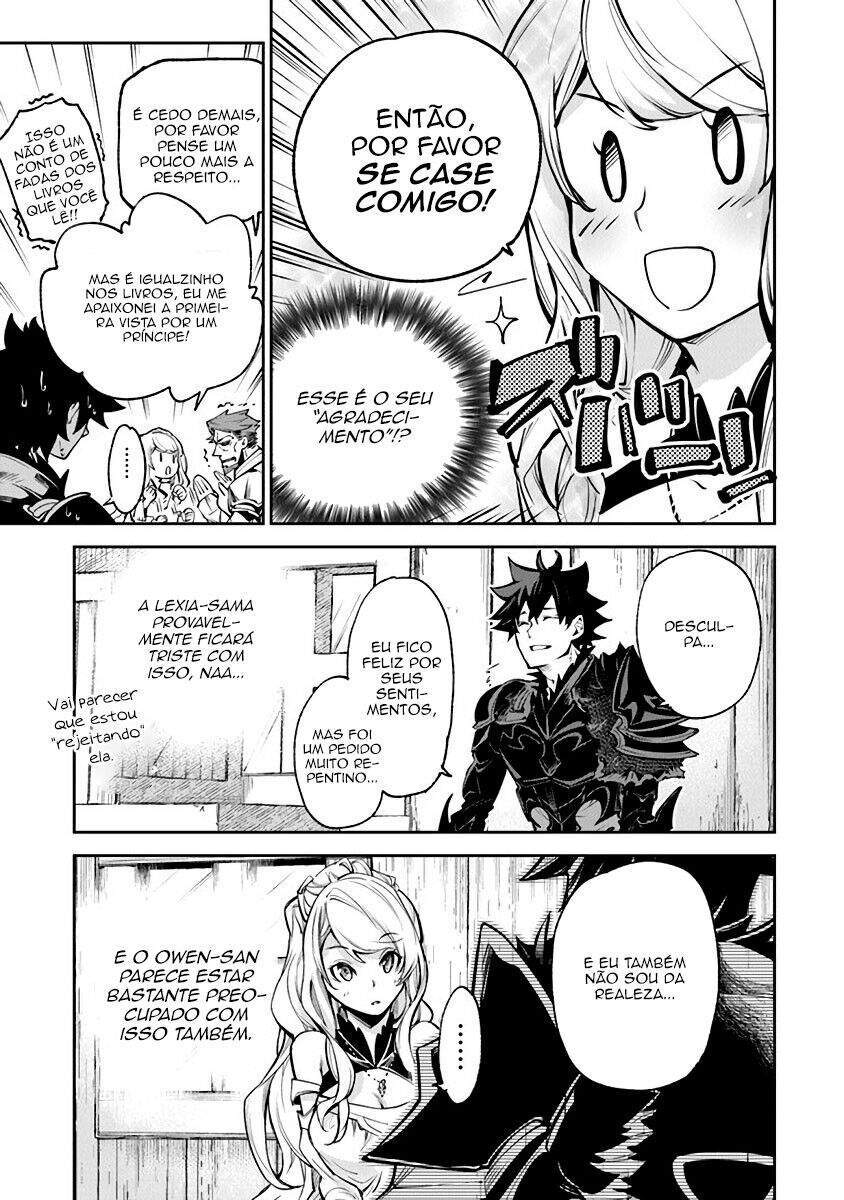 ENTÃO,
POR FAVOR
SE CASE
COMIGO!
ESSE É O SEU
"AGRADECI-
MENTO"!?
É CEDO DEMAIS,
POR FAVOR
PENSE UM
POUCO MAIS A
RESPEITO...
ISSO
NÃO É UM
CONTO DE
FADAS DOS
LIVROS
QUE VOCÊ
LÊ!!
MAS É IGUALZINHO
NOS LIVROS, EU ME
APAIXONEI A PRIMEI-
RA VISTA POR UM
PRÍNCIPE!
......
DESCUL-
PA...
EU FICO
FELIZ POR
SEUS
SENTI-
MENTOS,
MAS FOI
UM PEDIDO
MUITO RE-
PENTINO...
A LEXIA-SAMA
PROVAVEL-
MENTE FICARÁ
TRISTE COM
ISSO, NAA...
Vai parecer
que estou
"rejeitando"
ela.
E EU TAMBÉM
NÃO SOU DA
REALEZA...
......
E O OWEN-SAN
PARECE ESTAR
BASTANTE PREO-
CUPADO COM
ISSO TAMBÉM.